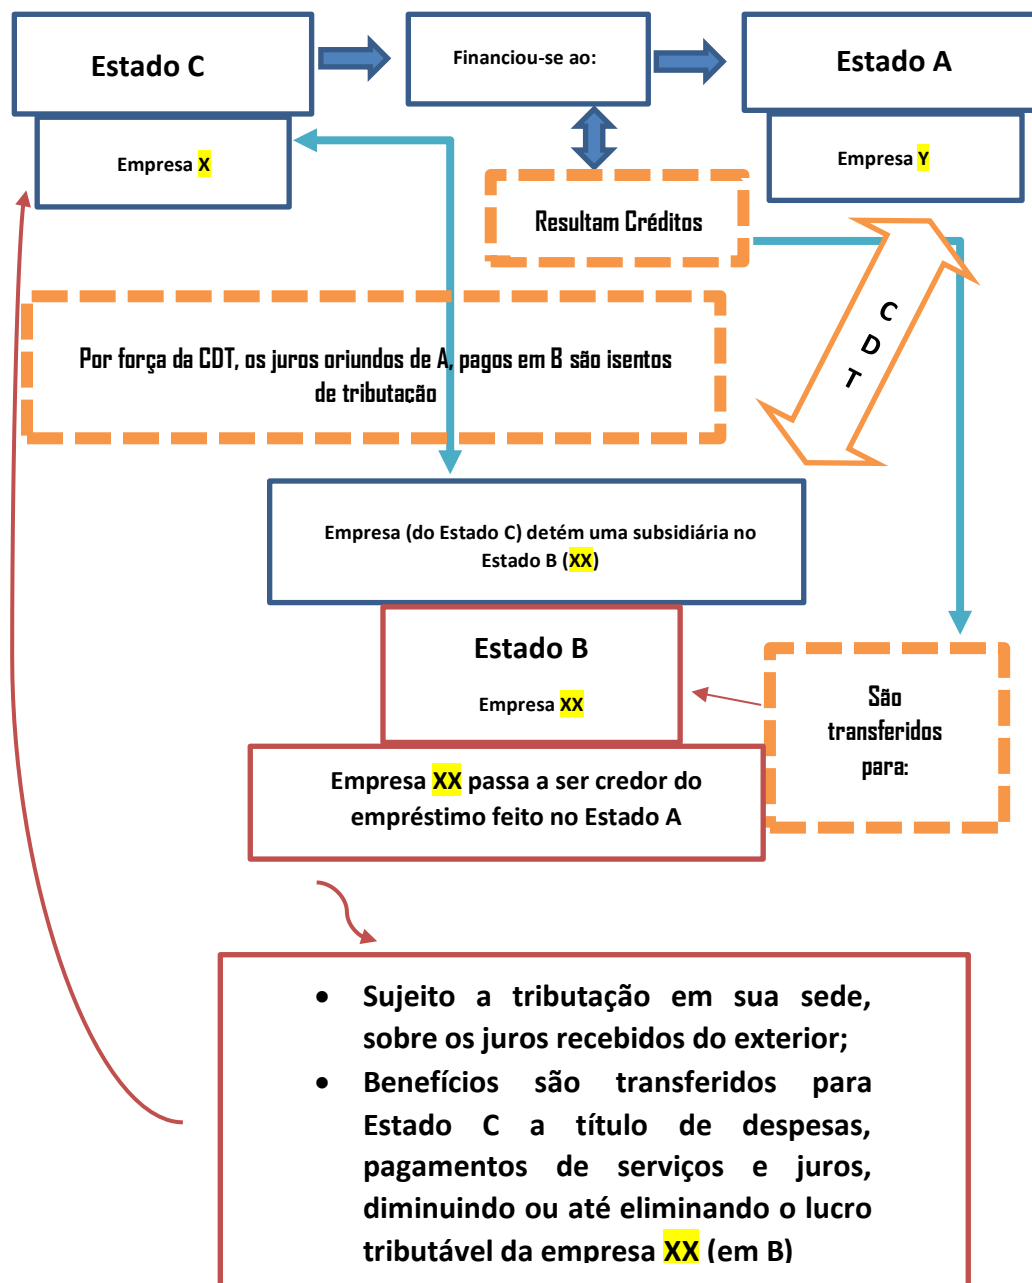 Estado C
Financiou-se ao:
Estado A
Empresa X
Empresa Y
Resultam Créditos
C
D
T
Por força da CDT, os juros oriundos de A, pagos em B são isentos
de tributação
Empresa (do Estado C) detém uma subsidiária no
Estado B (XX)
Estado B
Empresa XX
São
transferidos
para:
Empresa XX passa a ser credor do
empréstimo feito no Estado A
• Sujeito a tributação em sua sede,
sobre os juros recebidos do exterior;
• Benefícios são transferidos para
Estado C a título de despesas,
pagamentos de serviços e juros,
diminuindo ou até eliminando o lucro
tributável da empresa XX (em B)